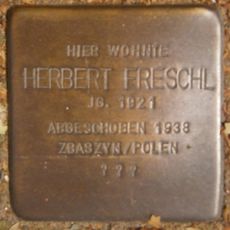 HIER WOHNTE
HERBERT FRESCHL
JG. 1921
ABGESCHOBEN 1938
ZBASZYN/POLEN
? ? ?